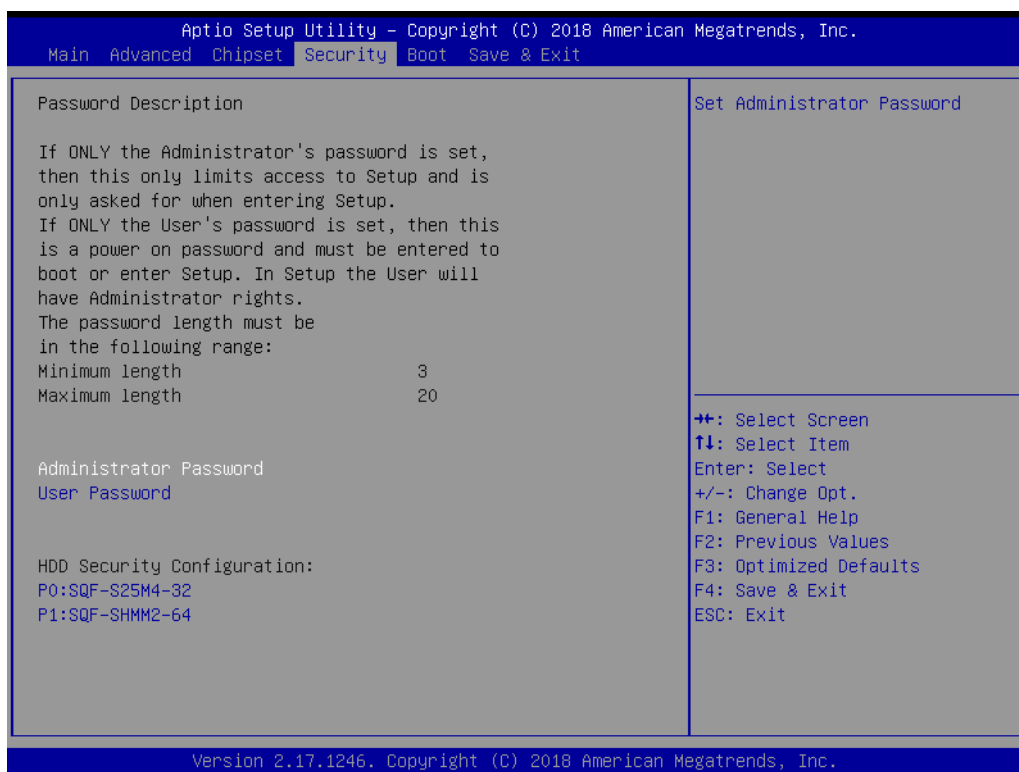 Aptio Setup Utility – Copyright (C) 2018 American Megatrends, Inc.
Main Advanced Chipset Security Boot Save & Exit
Password Description
If ONLY the Administrator's password is set,
then this only limits access to Setup and is
only asked for when entering Setup.
If ONLY the User's password is set, then this
is a power on password and must be entered to
boot or enter Setup. In Setup the User will
have Administrator rights.
The password length must be
in the following range:
Minimum length 3
Maximum length 20
Administrator Password
User Password
HDD Security Configuration:
P0:SQF-S25M4-32
P1:SQF-SHMM2-64
Set Administrator Password
→←: Select Screen
↑↓: Select Item
Enter: Select
+/-: Change Opt.
F1: General Help
F2: Previous Values
F3: Optimized Defaults
F4: Save & Exit
ESC: Exit
Version 2.17.1246. Copyright (C) 2018 American Megatrends, Inc.